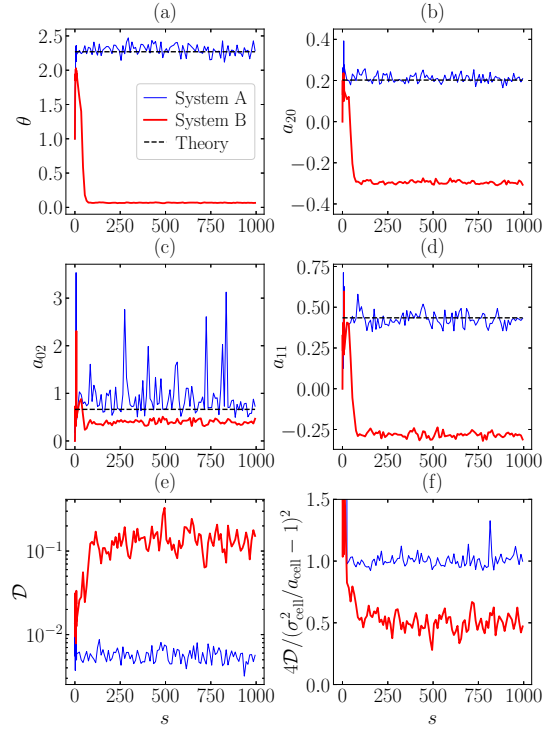 (a)
θ
2.5
2.0
1.5
1.0
0.5
0.0
System A
System B
Theory
0 250 500 750 1000
(b)
a₂₀
0.4
0.2
0.0
−0.2
−0.4
0 250 500 750 1000
(c)
a₀₂
3
2
1
0
0 250 500 750 1000
(d)
a₁₁
0.75
0.50
0.25
0.00
−0.25
0 250 500 750 1000
(e)
𝒟
10⁻¹
10⁻²
0 250 500 750 1000
s
(f)
4𝒟/(σ²cell/acell − 1)²
1.5
1.0
0.5
0.0
0 250 500 750 1000
s